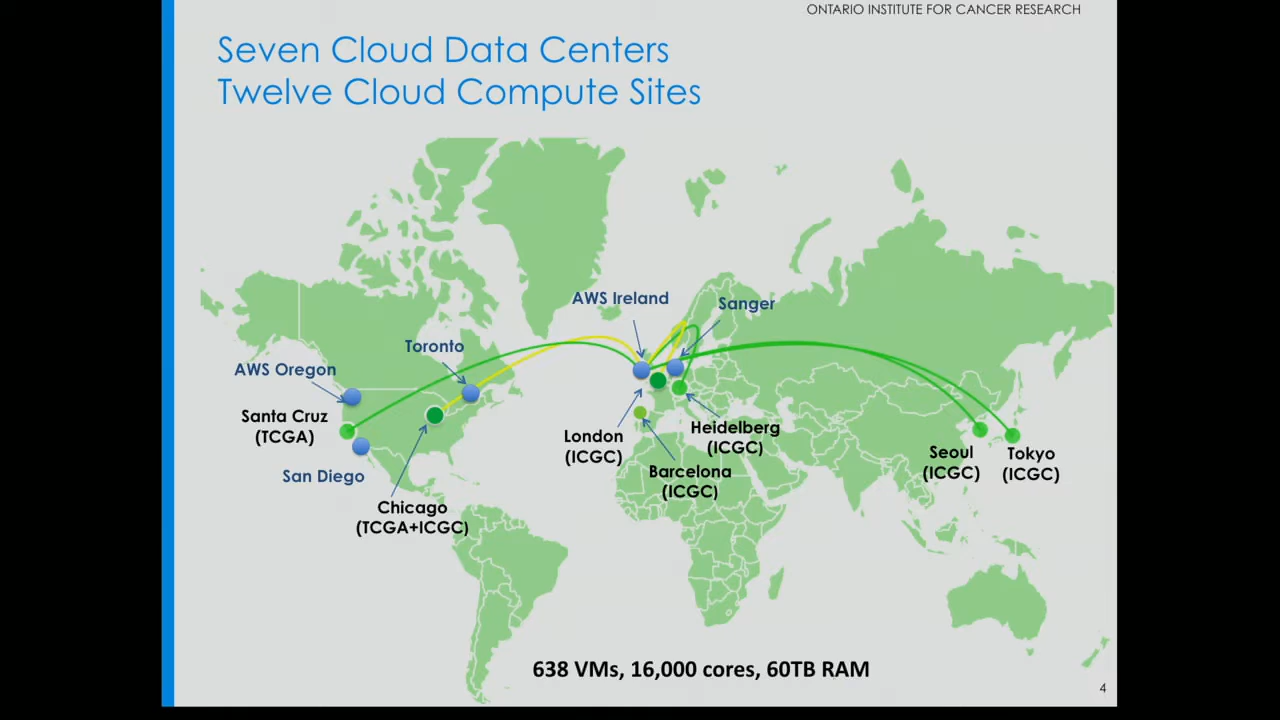 ONTARIO INSTITUTE FOR CANCER RESEARCH
Seven Cloud Data Centers
Twelve Cloud Compute Sites
AWS Ireland
Sanger
Toronto
AWS Oregon
Santa Cruz
(TCGA)
San Diego
Chicago
(TCGA+ICGC)
London
(ICGC)
Heidelberg
(ICGC)
Barcelona
(ICGC)
Seoul
(ICGC)
Tokyo
(ICGC)
638 VMs, 16,000 cores, 60TB RAM
4